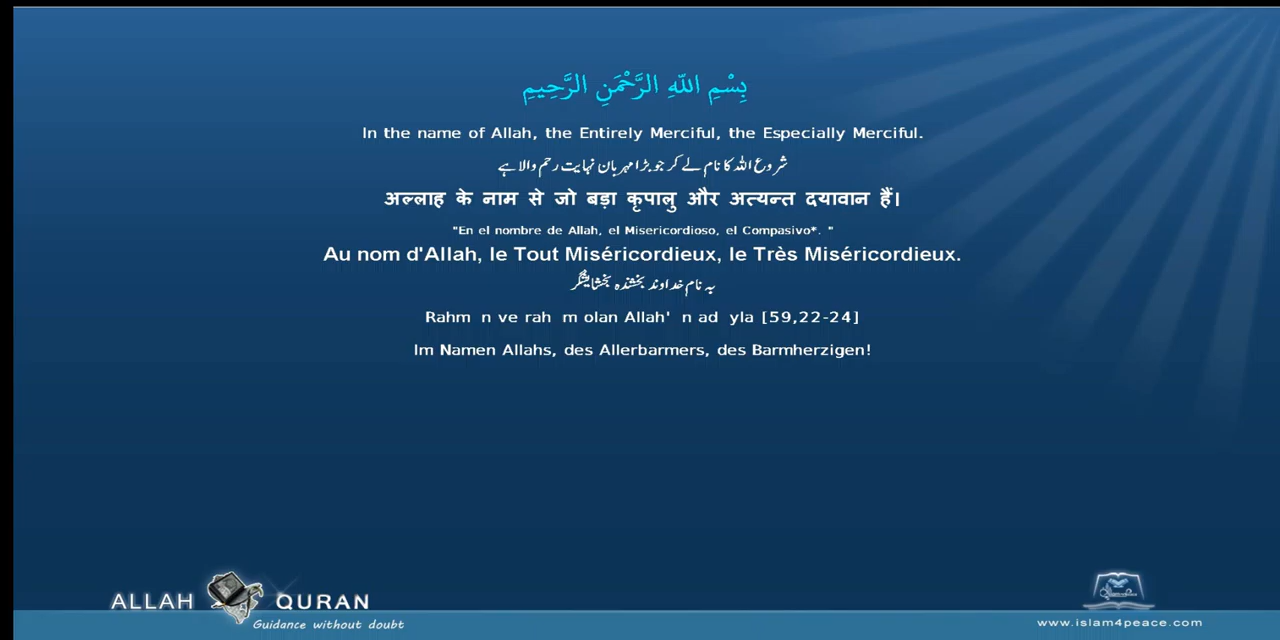 بِسْمِ اللّهِ الرَّحْمَنِ الرَّحِيمِ
In the name of Allah, the Entirely Merciful, the Especially Merciful.
شروع الله کا نام لے کر جو بڑا مہربان نہایت رحم والا ہے
अल्लाह के नाम से जो बड़ा कृपालु और अत्यन्त दयावान हैं।
"En el nombre de Allah, el Misericordioso, el Compasivo*. "
Au nom d'Allah, le Tout Miséricordieux, le Très Miséricordieux.
به نام خداوند بخشنده بخشایشگر
Rahm n ve rah m olan Allah' n ad yla [59,22-24]
Im Namen Allahs, des Allerbarmers, des Barmherzigen!
ALLAH QURAN
Guidance without doubt
www.islam4peace.com